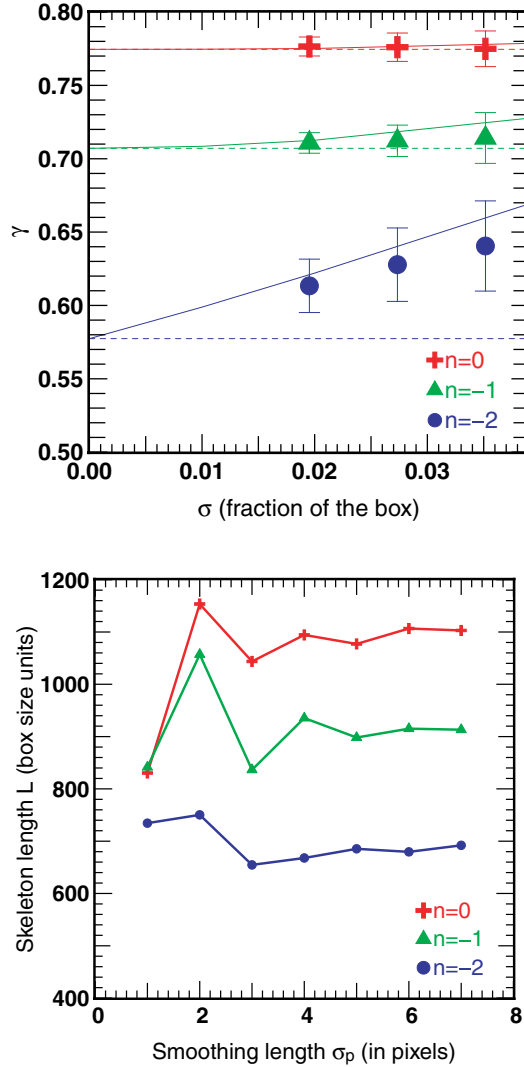 0.80
0.75
0.70
0.65
0.60
0.55
0.50
γ
n=0
n=−1
n=−2
0.00 0.01 0.02 0.03
σ (fraction of the box)
1200
1000
800
600
400
Skeleton length L (box size units)
n=0
n=−1
n=−2
0 2 4 6 8
Smoothing length σp (in pixels)